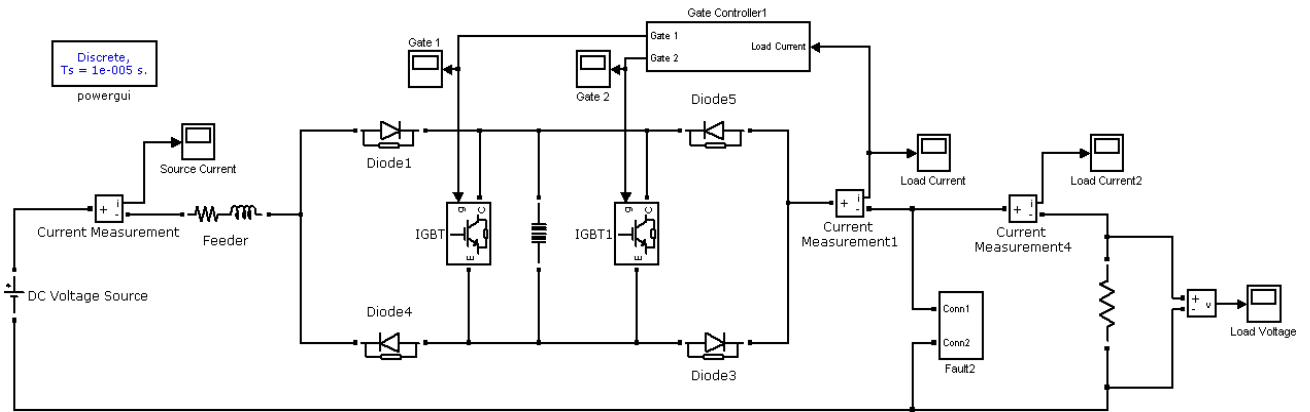 Gate Controller1
Gate 1
Gate 1
Gate 2
Load Current
Discrete,
Ts = 1e-005 s.
powergui
Gate 2
Diode5
i
+
-
Source Current
Current Measurement
Feeder
Diode1
g
C
E
IGBT
g
C
E
IGBT1
i
+
-
Load Current
Current
Measurement1
i
+
-
Load Current2
Current
Measurement4
+
DC Voltage Source
Diode4
Diode3
Conn1
Conn2
Fault2
+
-
v
Load Voltage